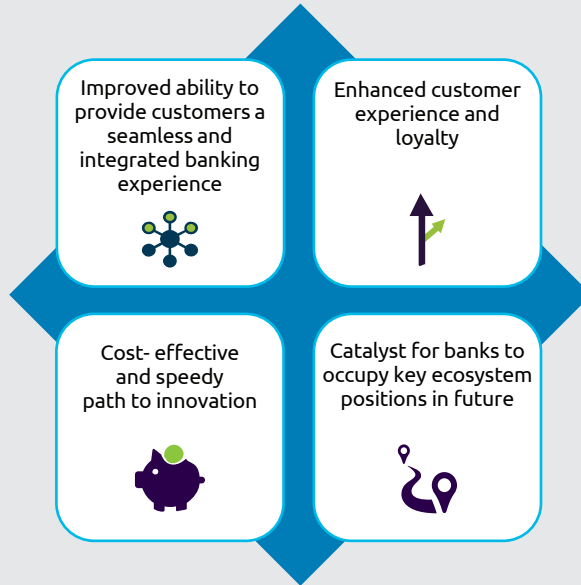 Improved ability to
provide customers a
seamless and
integrated banking
experience
Enhanced customer
experience and
loyalty
Cost- effective
and speedy
path to innovation
Catalyst for banks to
occupy key ecosystem
positions in future